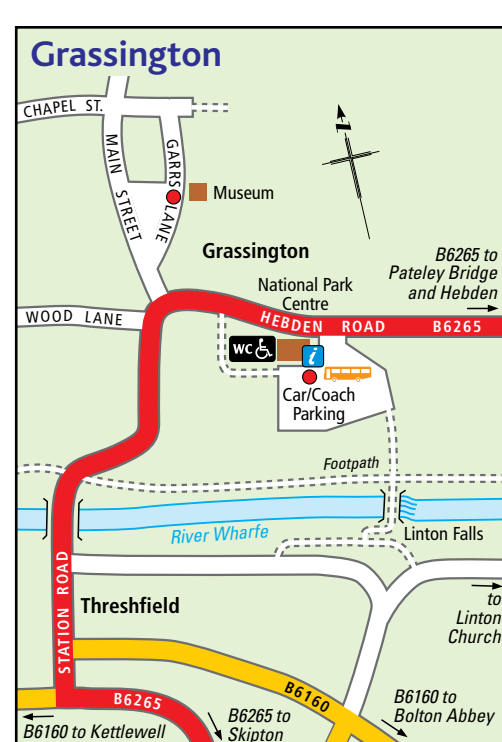 Grassington
CHAPEL ST.
MAIN STREET
GARRS LANE
Museum
N
Grassington
B6265 to
Pateley Bridge
and Hebden
National Park
Centre
WOOD LANE
HEBDEN ROAD B6265
WC
i
Car/Coach
Parking
Footpath
River Wharfe
Linton Falls
STATION ROAD
Threshfield
to
Linton
Church
B6265
B6160
B6160 to Kettlewell
B6265 to
Skipton
B6160 to
Bolton Abbey